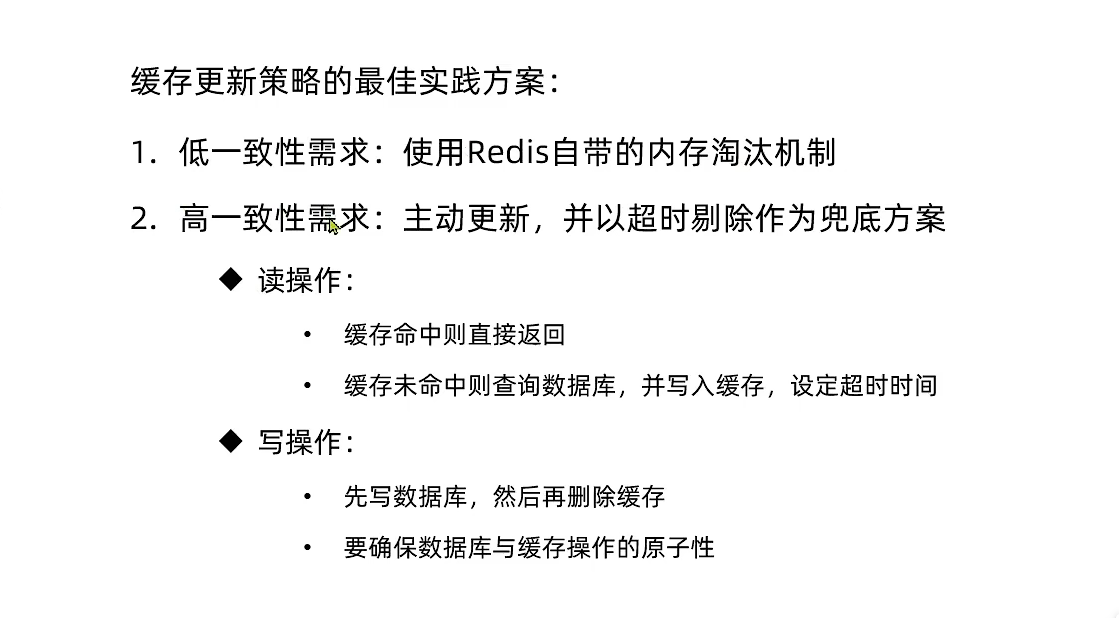 缓存更新策略的最佳实践方案：
1. 低一致性需求：使用Redis自带的内存淘汰机制
2. 高一致性需求：主动更新，并以超时剔除作为兜底方案
◆ 读操作：
• 缓存命中则直接返回
• 缓存未命中则查询数据库，并写入缓存，设定超时时间
◆ 写操作：
• 先写数据库，然后再删除缓存
• 要确保数据库与缓存操作的原子性